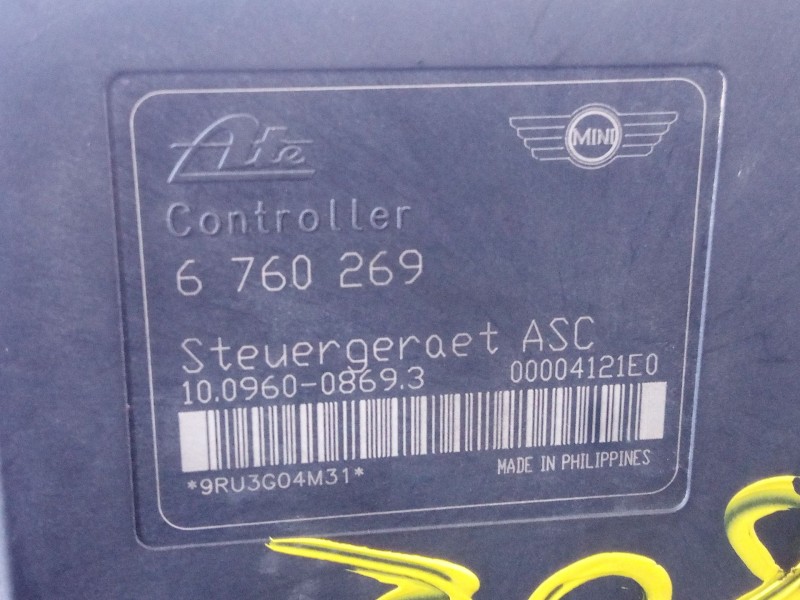 Ate
MINI
Controller
6 760 269
Steuergeraet ASC
10.0960-0869.3 00004121E0
*9RU3G04M31*
MADE IN PHILIPPINES